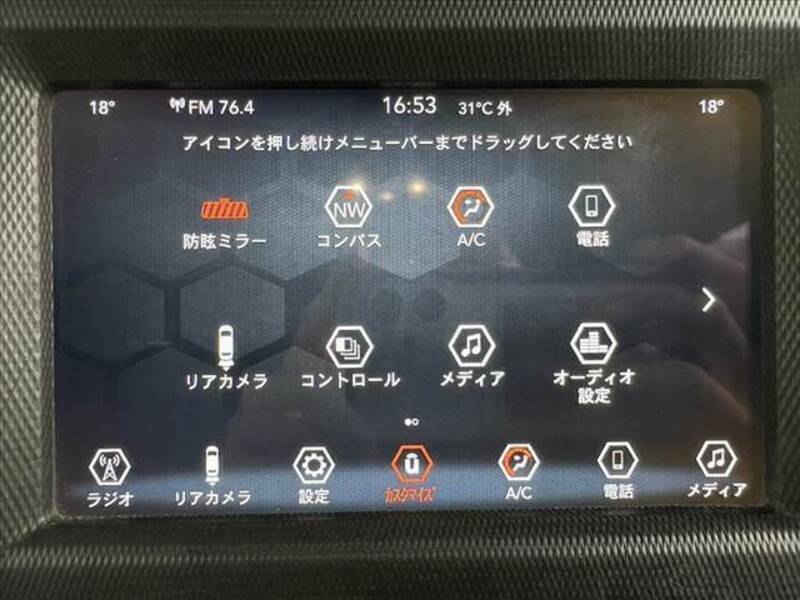 18° FM 76.4 16:53 31°C 外 18°
アイコンを押し続けメニューバーまでドラッグしてください
防眩ミラー NW コンパス A/C 電話
リアカメラ コントロール メディア オーディオ
設定
ラジオ リアカメラ 設定 カスタマイズ A/C 電話 メディア